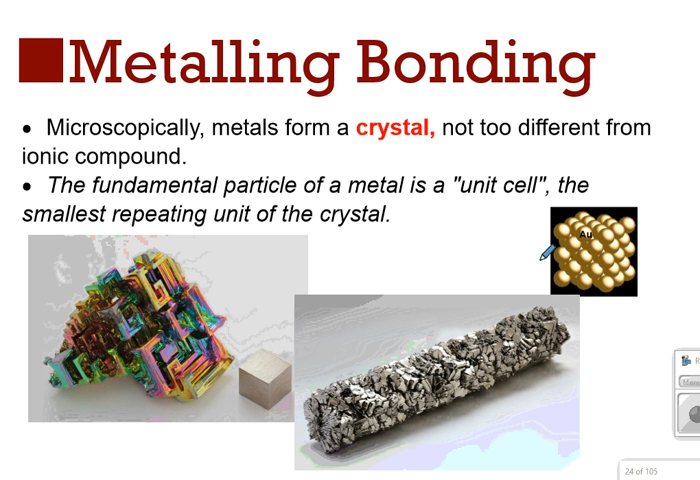 Metalling Bonding
• Microscopically, metals form a crystal, not too different from
ionic compound.
• The fundamental particle of a metal is a "unit cell", the
smallest repeating unit of the crystal.
Au
24 of 105